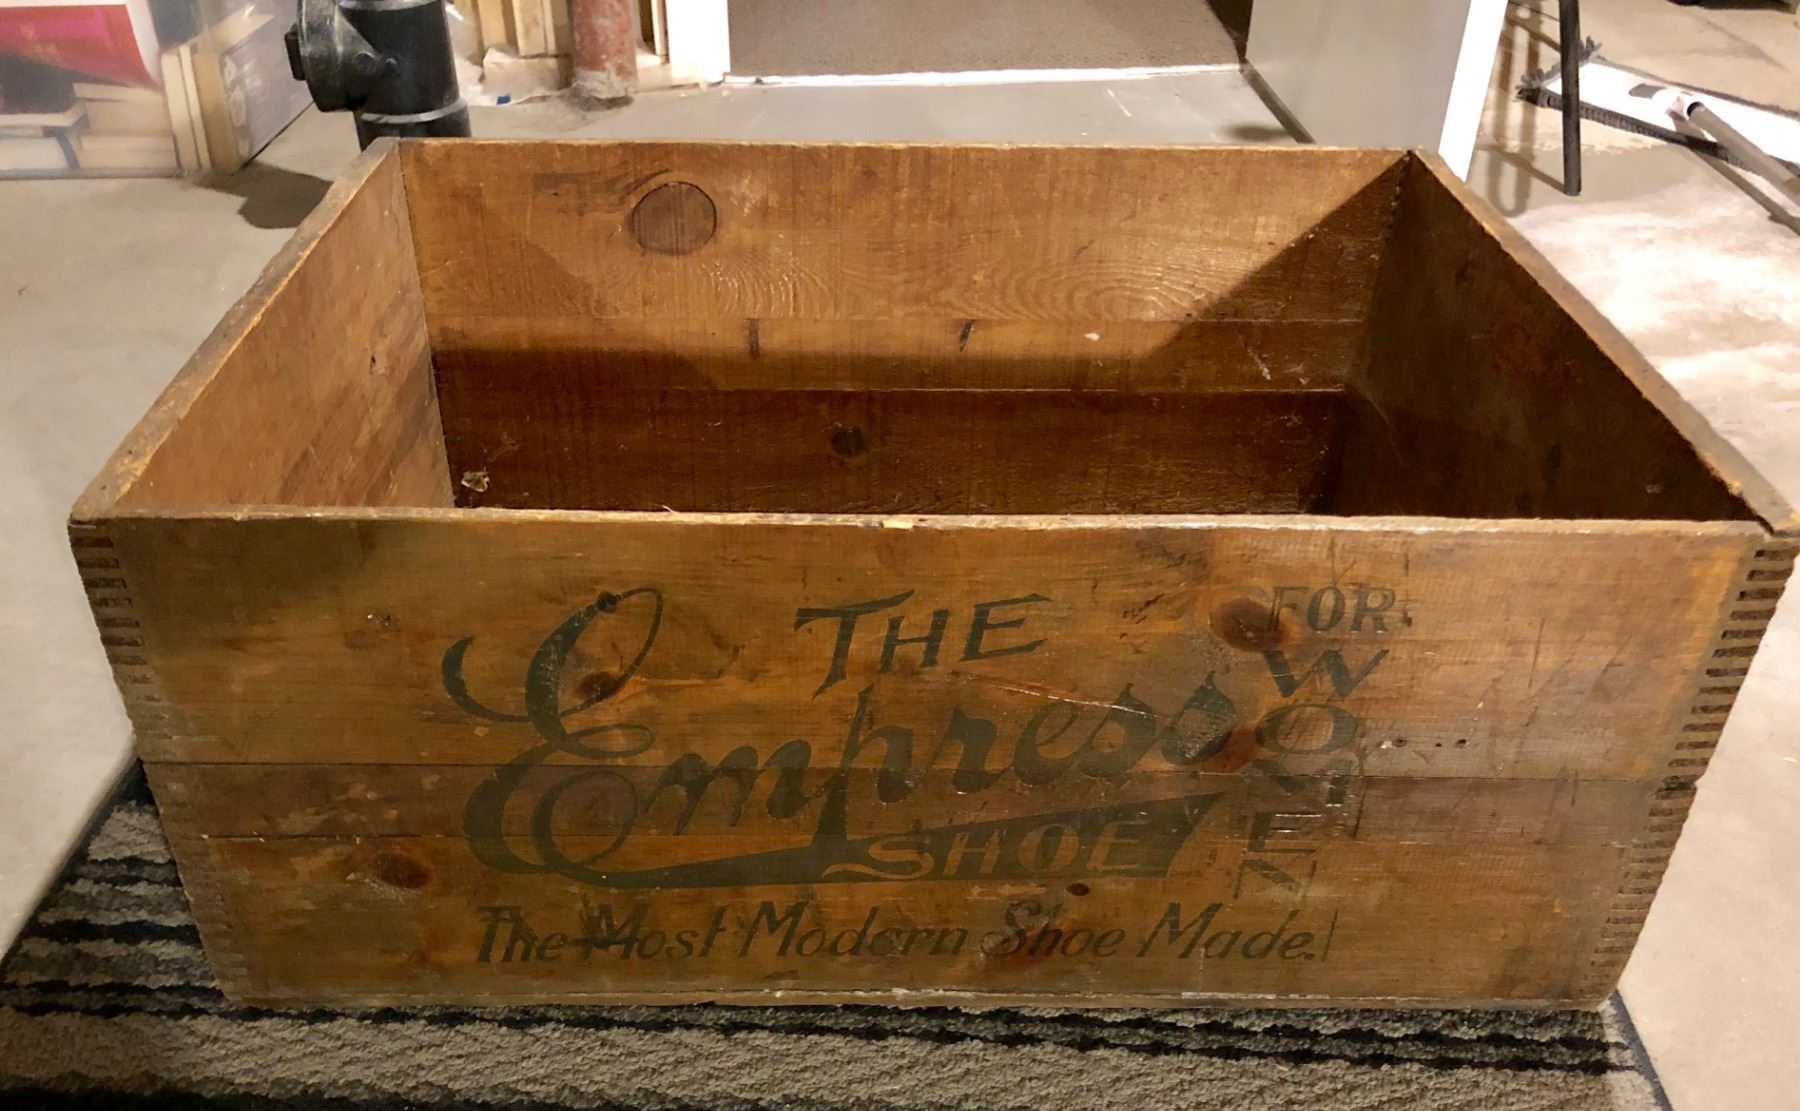 THE
Empress
SHOE
FOR
WOMEN
The Most Modern Shoe Made.